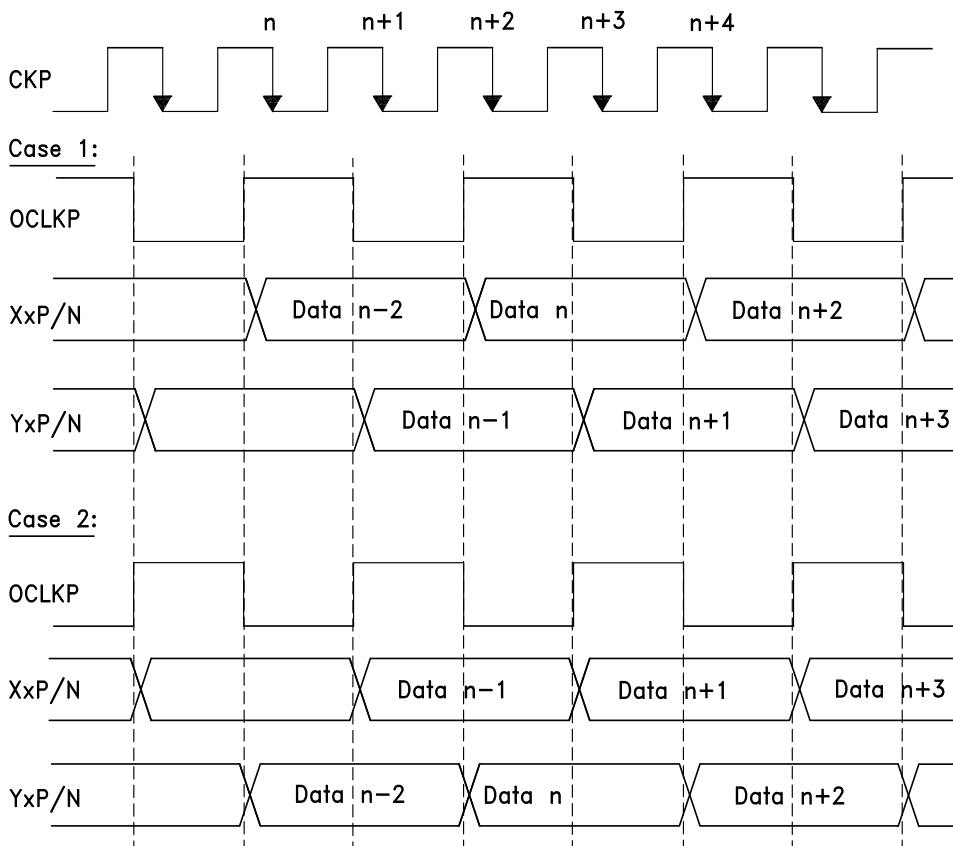 n n+1 n+2 n+3 n+4
CKP
Case 1:
OCLKP
XxP/N Data n-2 Data n Data n+2
YxP/N Data n-1 Data n+1 Data n+3
Case 2:
OCLKP
XxP/N Data n-1 Data n+1 Data n+3
YxP/N Data n-2 Data n Data n+2